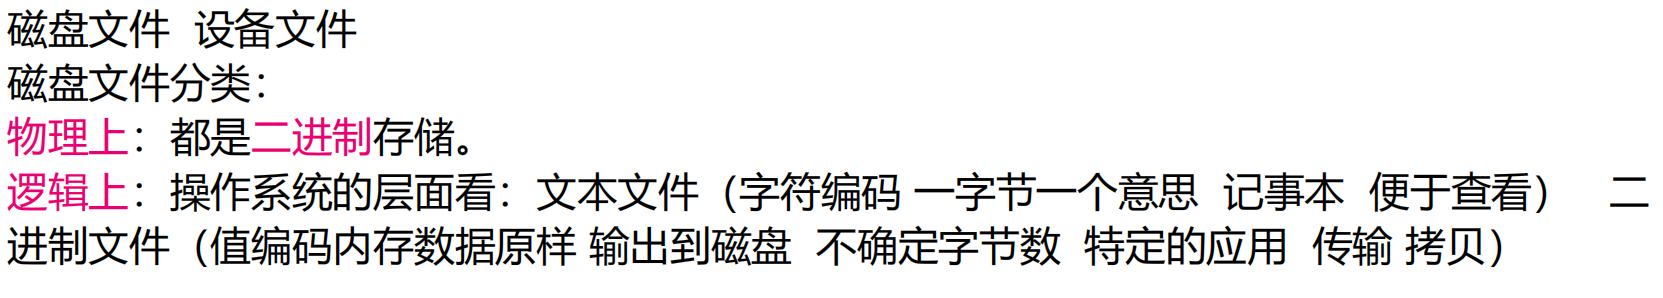 磁盘文件  设备文件
磁盘文件分类：
物理上：都是二进制存储。
逻辑上：操作系统的层面看：文本文件（字符编码 一字节一个意思  记事本  便于查看）    二
进制文件（值编码内存数据原样 输出到磁盘  不确定字节数  特定的应用  传输 拷贝）